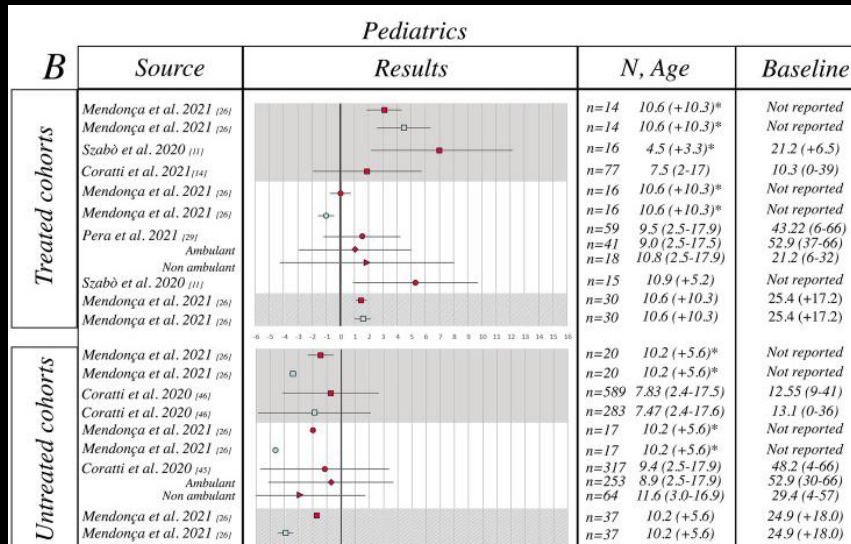 Pediatrics
B Source Results N, Age Baseline
Treated cohorts
Mendonça et al. 2021 [26] n=14 10.6 (+10.3)* Not reported
Mendonça et al. 2021 [26] n=14 10.6 (+10.3)* Not reported
Szabò et al. 2020 [11] n=16 4.5 (+3.3)* 21.2 (+6.5)
Coratti et al. 2021[14] n=77 7.5 (2-17) 10.3 (0-39)
Mendonça et al. 2021 [26] n=16 10.6 (+10.3)* Not reported
Mendonça et al. 2021 [26] n=16 10.6 (+10.3)* Not reported
Pera et al. 2021 [29] n=59 9.5 (2.5-17.9) 43.22 (6-66)
Ambulant n=41 9.0 (2.5-17.5) 52.9 (37-66)
Non ambulant n=18 10.8 (2.5-17.9) 21.2 (6-32)
Szabò et al. 2020 [11] n=15 10.9 (+5.2) Not reported
Mendonça et al. 2021 [26] n=30 10.6 (+10.3) 25.4 (+17.2)
Mendonça et al. 2021 [26] n=30 10.6 (+10.3) 25.4 (+17.2)
-6 -5 -4 -3 -2 -1 0 1 2 3 4 5 6 7 8 9 10 11 12 13 14 15 16
Untreated cohorts
Mendonça et al. 2021 [26] n=20 10.2 (+5.6)* Not reported
Mendonça et al. 2021 [26] n=20 10.2 (+5.6)* Not reported
Coratti et al. 2020 [46] n=589 7.83 (2.4-17.5) 12.55 (9-41)
Coratti et al. 2020 [46] n=283 7.47 (2.4-17.6) 13.1 (0-36)
Mendonça et al. 2021 [26] n=17 10.2 (+5.6)* Not reported
Mendonça et al. 2021 [26] n=17 10.2 (+5.6)* Not reported
Coratti et al. 2020 [45] n=317 9.4 (2.5-17.9) 48.2 (4-66)
Ambulant n=253 8.9 (2.5-17.9) 52.9 (30-66)
Non ambulant n=64 11.6 (3.0-16.9) 29.4 (4-57)
Mendonça et al. 2021 [26] n=37 10.2 (+5.6) 24.9 (+18.0)
Mendonça et al. 2021 [26] n=37 10.2 (+5.6) 24.9 (+18.0)